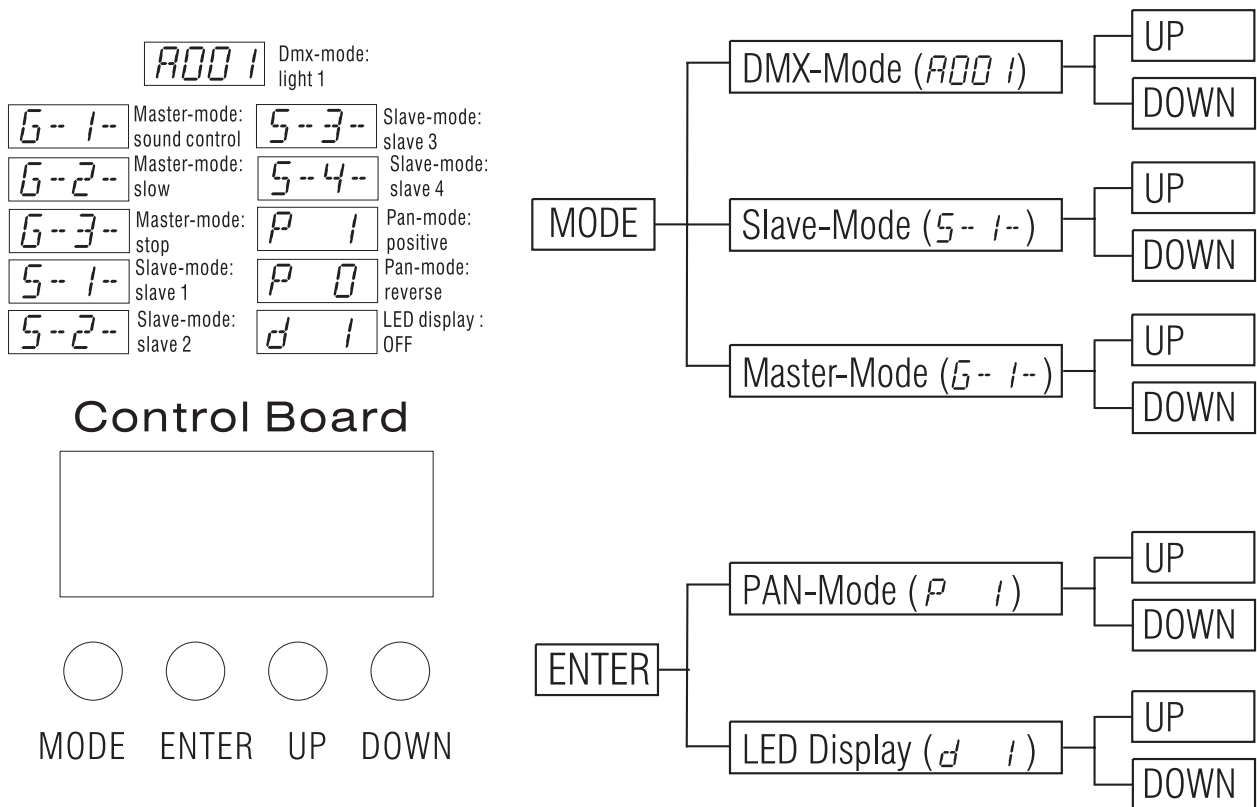 A001 Dmx-mode:
light 1
G-1- Master-mode:
sound control
S-3- Slave-mode:
slave 3
G-2- Master-mode:
slow
S-4- Slave-mode:
slave 4
G-3- Master-mode:
stop
P 1 Pan-mode:
positive
S-1- Slave-mode:
slave 1
P 0 Pan-mode:
reverse
S-2- Slave-mode:
slave 2
d 1 LED display :
OFF
Control Board
MODE ENTER UP DOWN
MODE
DMX-Mode (A001)
UP
DOWN
Slave-Mode (S-1-)
UP
DOWN
Master-Mode (G-1-)
UP
DOWN
ENTER
PAN-Mode (P 1)
UP
DOWN
LED Display (d 1)
UP
DOWN